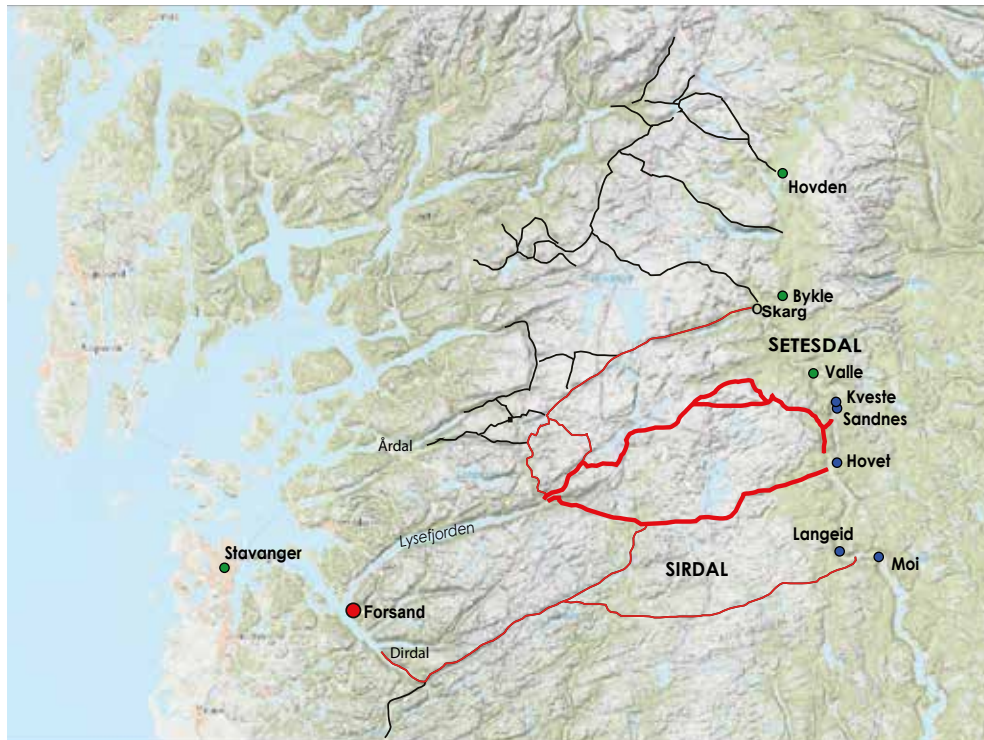 Hovden
Bykle
Skarg
SETESDAL
Valle
Kveste
Sandnes
Årdal
Hovet
Lysefjorden
Langeid
Stavanger
SIRDAL
Moi
Forsand
Dirdal